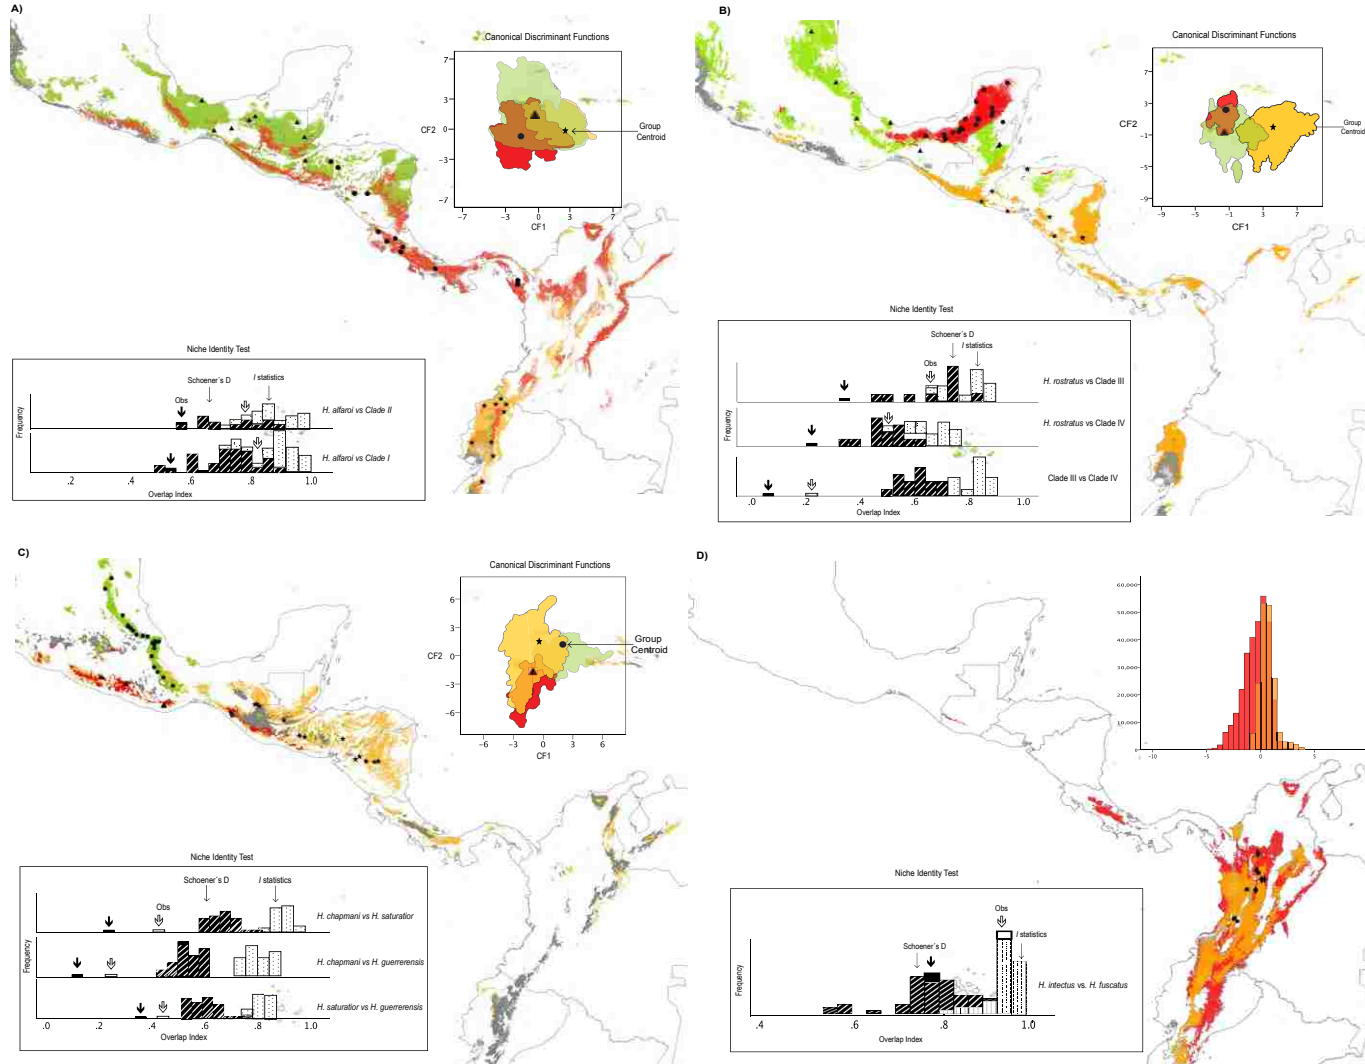 A)
Canonical Discriminant Functions
7
3
CF2
0
−3
−7
−7
−4
0
3
7
CF1
Group
Centroid
Niche Identity Test
Schoener´s D
I statistics
Obs
H. alfaroi vs Clade II
H. alfaroi vs Clade I
Frequency
.2
.4
.6
.8
1.0
Overlap Index
B)
Canonical Discriminant Functions
7
3
CF2
−1
−5
−9
−9
−5
−1
3
7
CF1
Group
Centroid
Niche Identity Test
Schoener´s D
I statistics
Obs
H. rostratus vs Clade III
H. rostratus vs Clade IV
Clade III vs Clade IV
Frequency
.0
.2
.4
.6
.8
1.0
Overlap Index
C)
Canonical Discriminant Functions
6
3
CF2
0
−3
−6
−6
−3
0
3
6
CF1
Group
Centroid
Niche Identity Test
Schoener´s D
I statistics
Obs
H. chapmani vs H. saturatior
H. chapmani vs H. guerrerensis
H. saturatior vs H. guerrerensis
Frequency
.0
.2
.4
.6
.8
1.0
Overlap Index
D)
60,000
50,000
40,000
30,000
20,000
10,000
0
−10
−5
0
5
Niche Identity Test
Obs
Schoener´s D
I statistics
H. intectus vs. H. fuscatus
Frequency
.4
.6
.8
1.0
Overlap Index